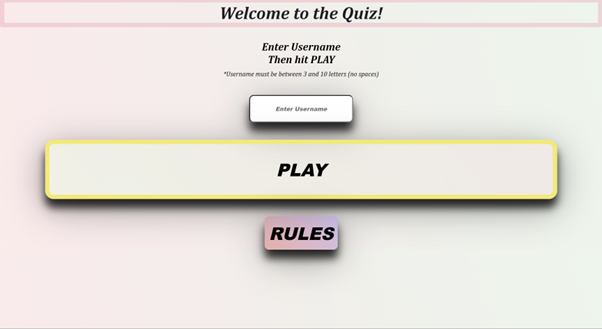 Welcome to the Quiz!
Enter Username
Then hit PLAY
*Username must be between 3 and 10 letters (no spaces)
Enter Username
PLAY
RULES